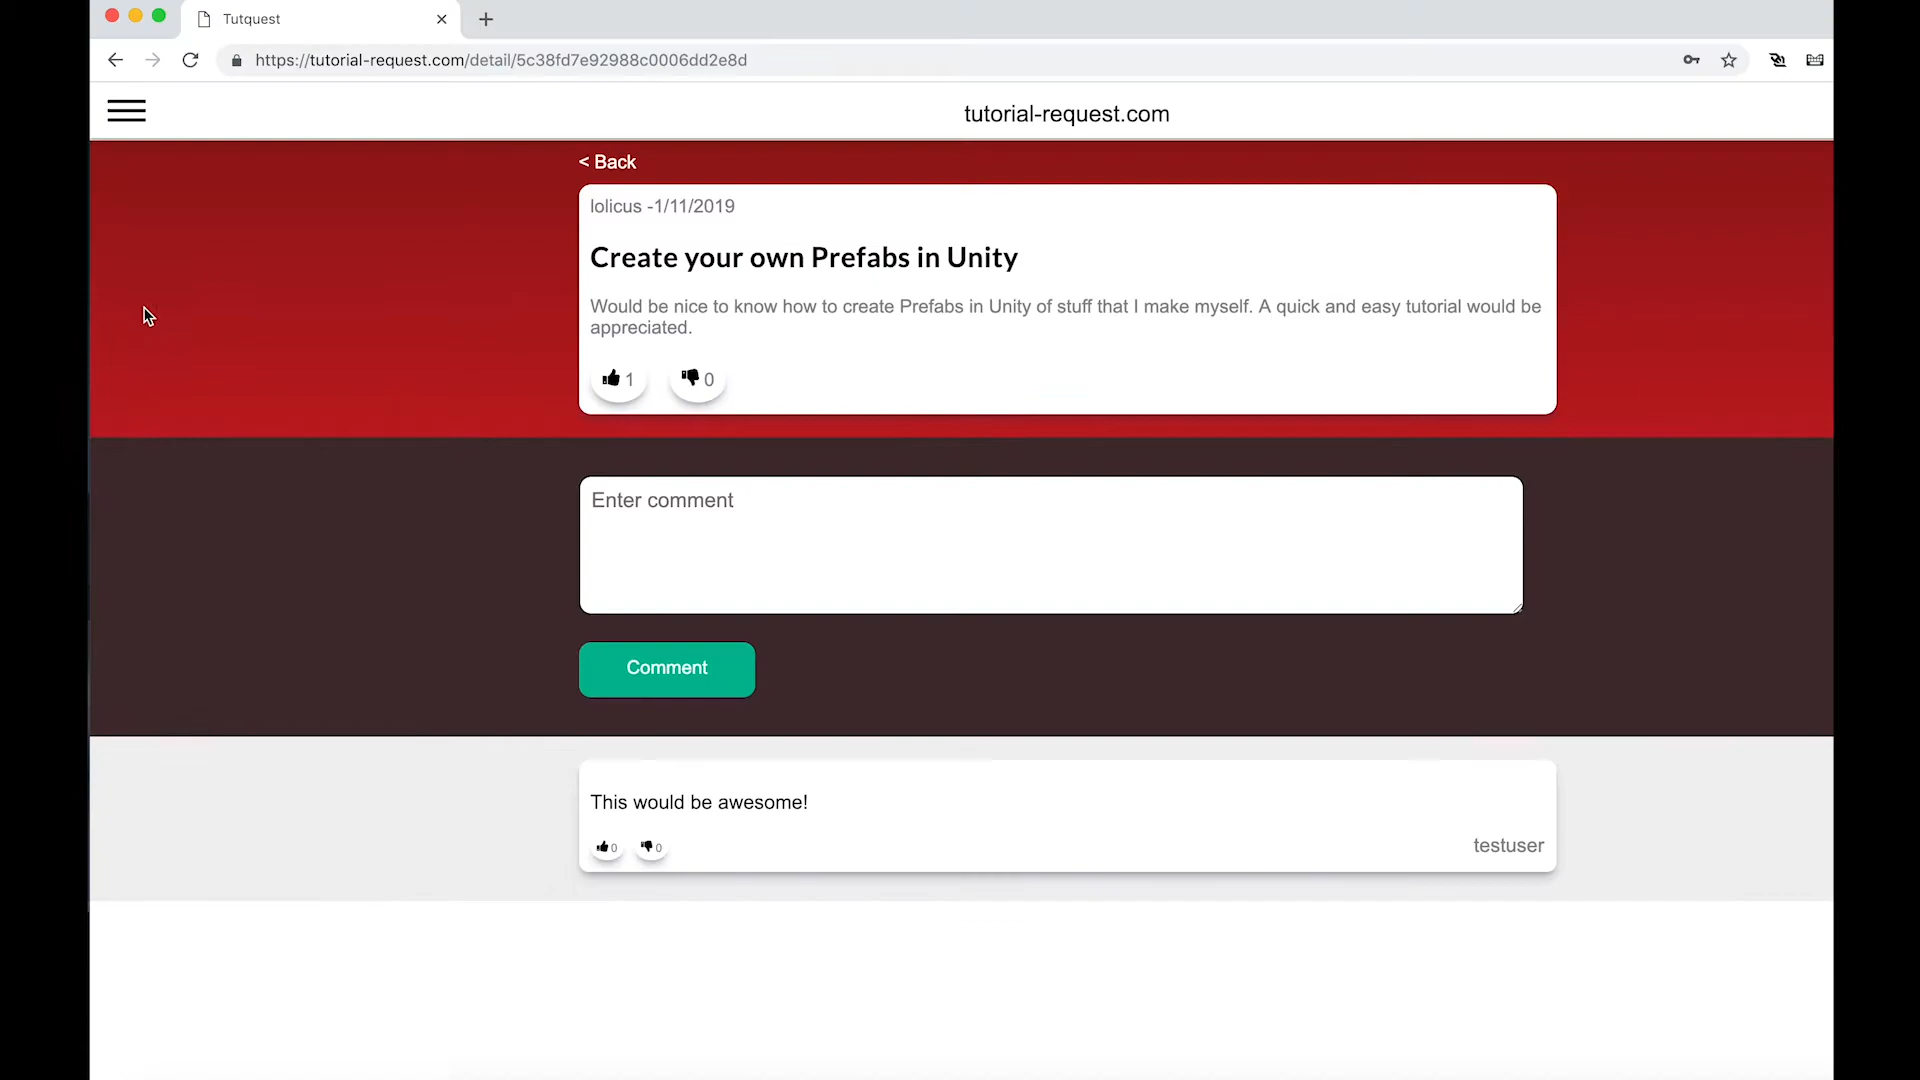 Tutquest
https://tutorial-request.com/detail/5c38fd7e92988c0006dd2e8d
tutorial-request.com
< Back
lolicus -1/11/2019
Create your own Prefabs in Unity
Would be nice to know how to create Prefabs in Unity of stuff that I make myself. A quick and easy tutorial would be
appreciated.
1 0
Enter comment
Comment
This would be awesome!
0 0 testuser